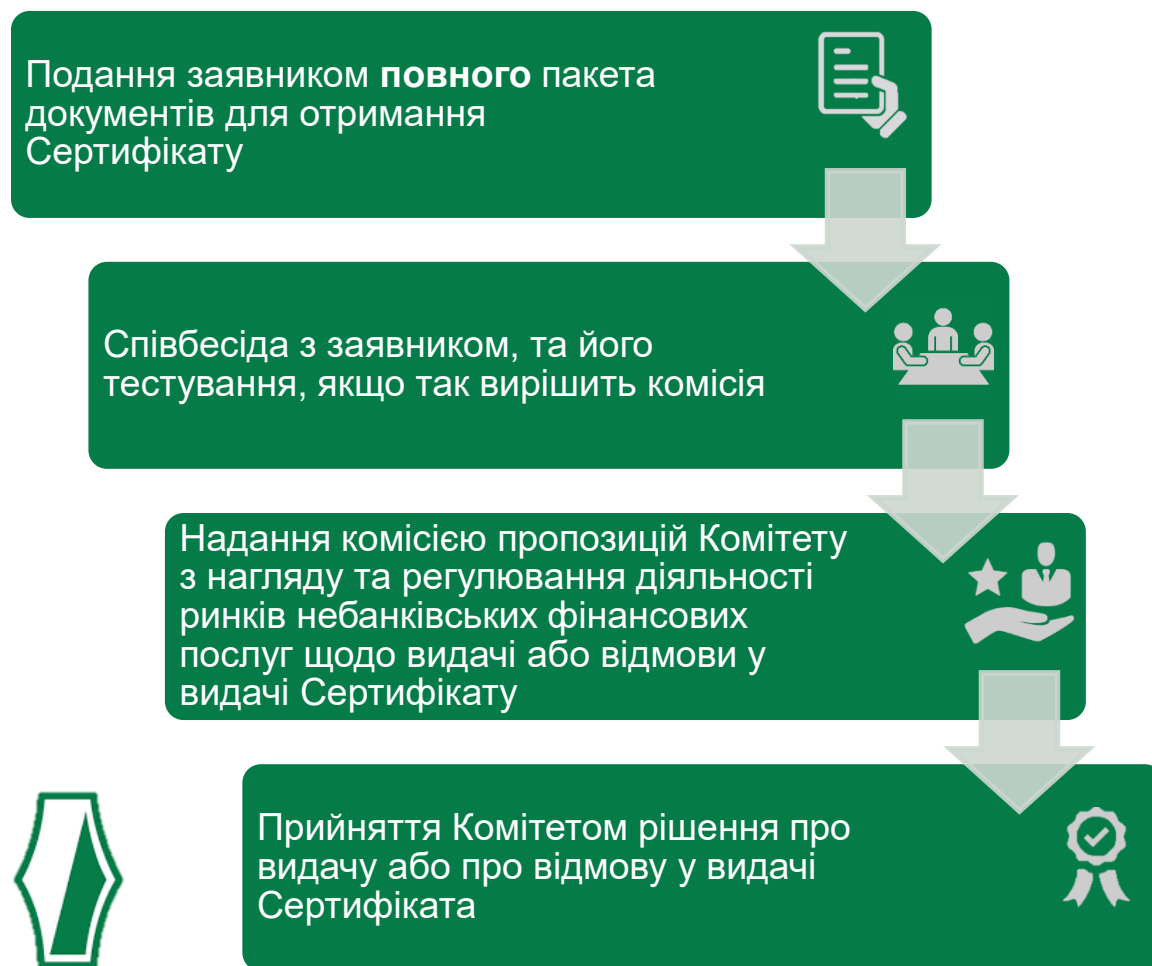 Подання заявником повного пакета
документів для отримання
Сертифікату
Співбесіда з заявником, та його
тестування, якщо так вирішить комісія
Надання комісією пропозицій Комітету
з нагляду та регулювання діяльності
ринків небанківських фінансових
послуг щодо видачі або відмови у
видачі Сертифікату
Прийняття Комітетом рішення про
видачу або про відмову у видачі
Сертифіката